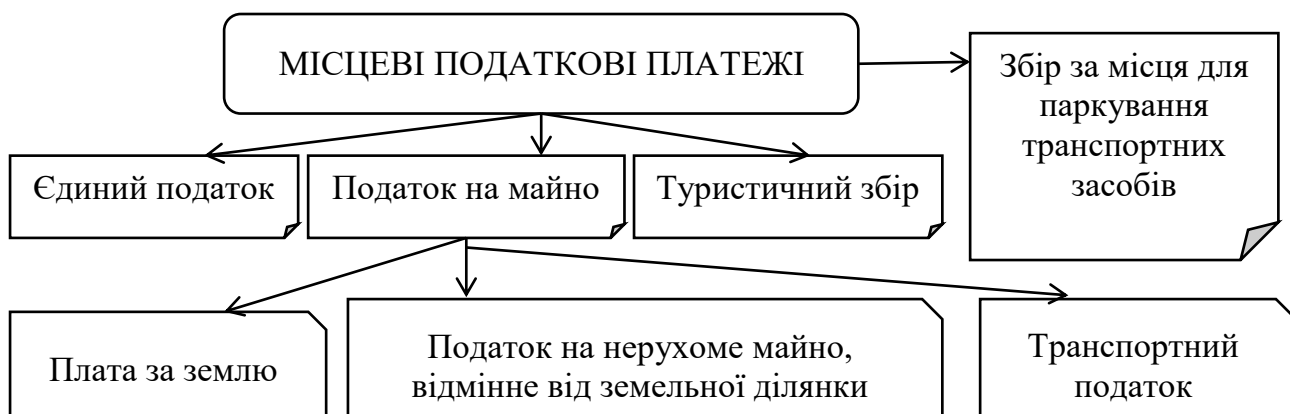 МІСЦЕВІ ПОДАТКОВІ ПЛАТЕЖІ
Збір за місця для
паркування
транспортних
засобів
Єдиний податок
Податок на майно
Туристичний збір
Плата за землю
Податок на нерухоме майно,
відмінне від земельної ділянки
Транспортний
податок